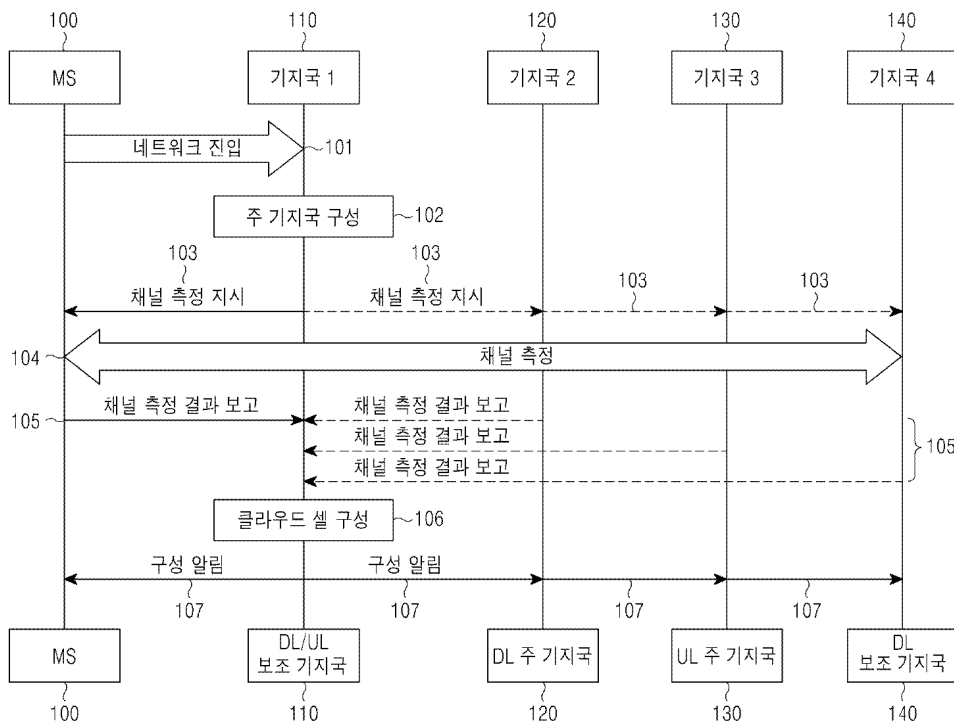 100
110
120
130
140
MS
기지국 1
기지국 2
기지국 3
기지국 4
네트워크 진입
101
주 기지국 구성
102
103
103
채널 측정 지시
채널 측정 지시
103
103
104
채널 측정
105
채널 측정 결과 보고
채널 측정 결과 보고
채널 측정 결과 보고
채널 측정 결과 보고
105
클라우드 셀 구성
106
구성 알림
구성 알림
107
107
107
107
MS
DL/UL
보조 기지국
DL 주 기지국
UL 주 기지국
DL
보조 기지국
100
110
120
130
140